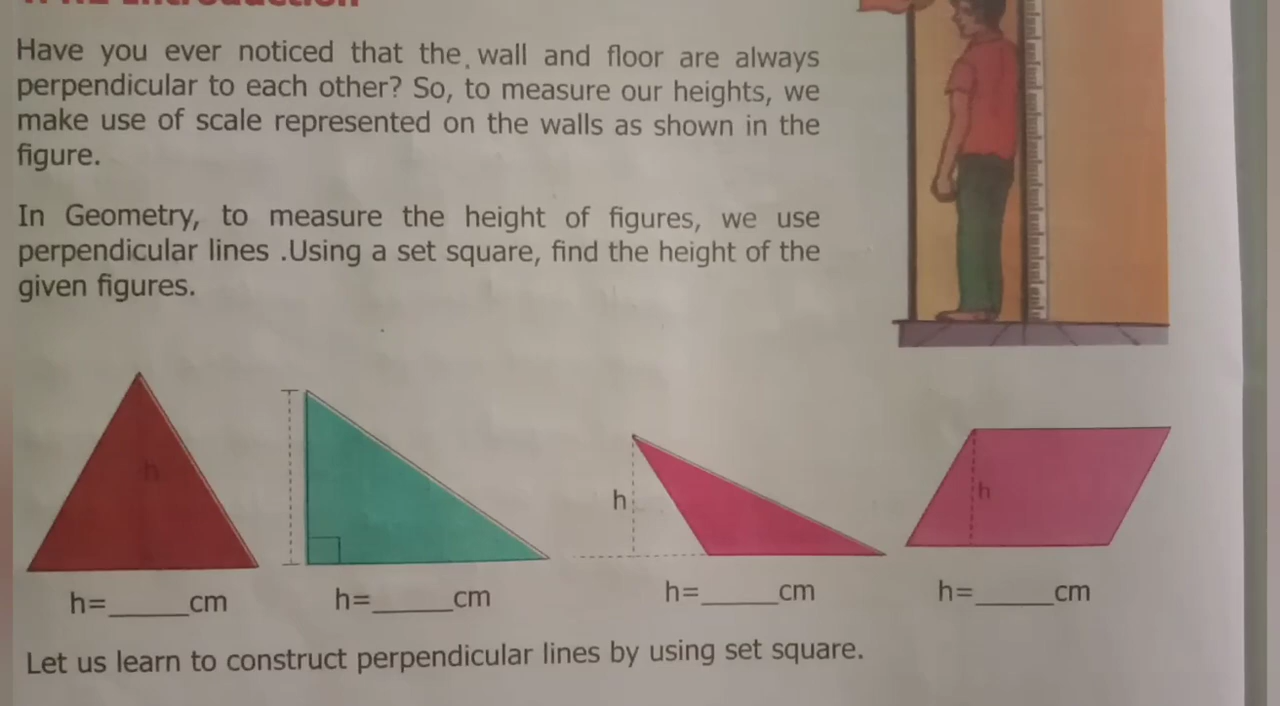 Have you ever noticed that the wall and floor are always
perpendicular to each other? So, to measure our heights, we
make use of scale represented on the walls as shown in the
figure.
In Geometry, to measure the height of figures, we use
perpendicular lines .Using a set square, find the height of the
given figures.
h
h
h
h=_____cm
h=_____cm
h=_____cm
h=_____cm
Let us learn to construct perpendicular lines by using set square.